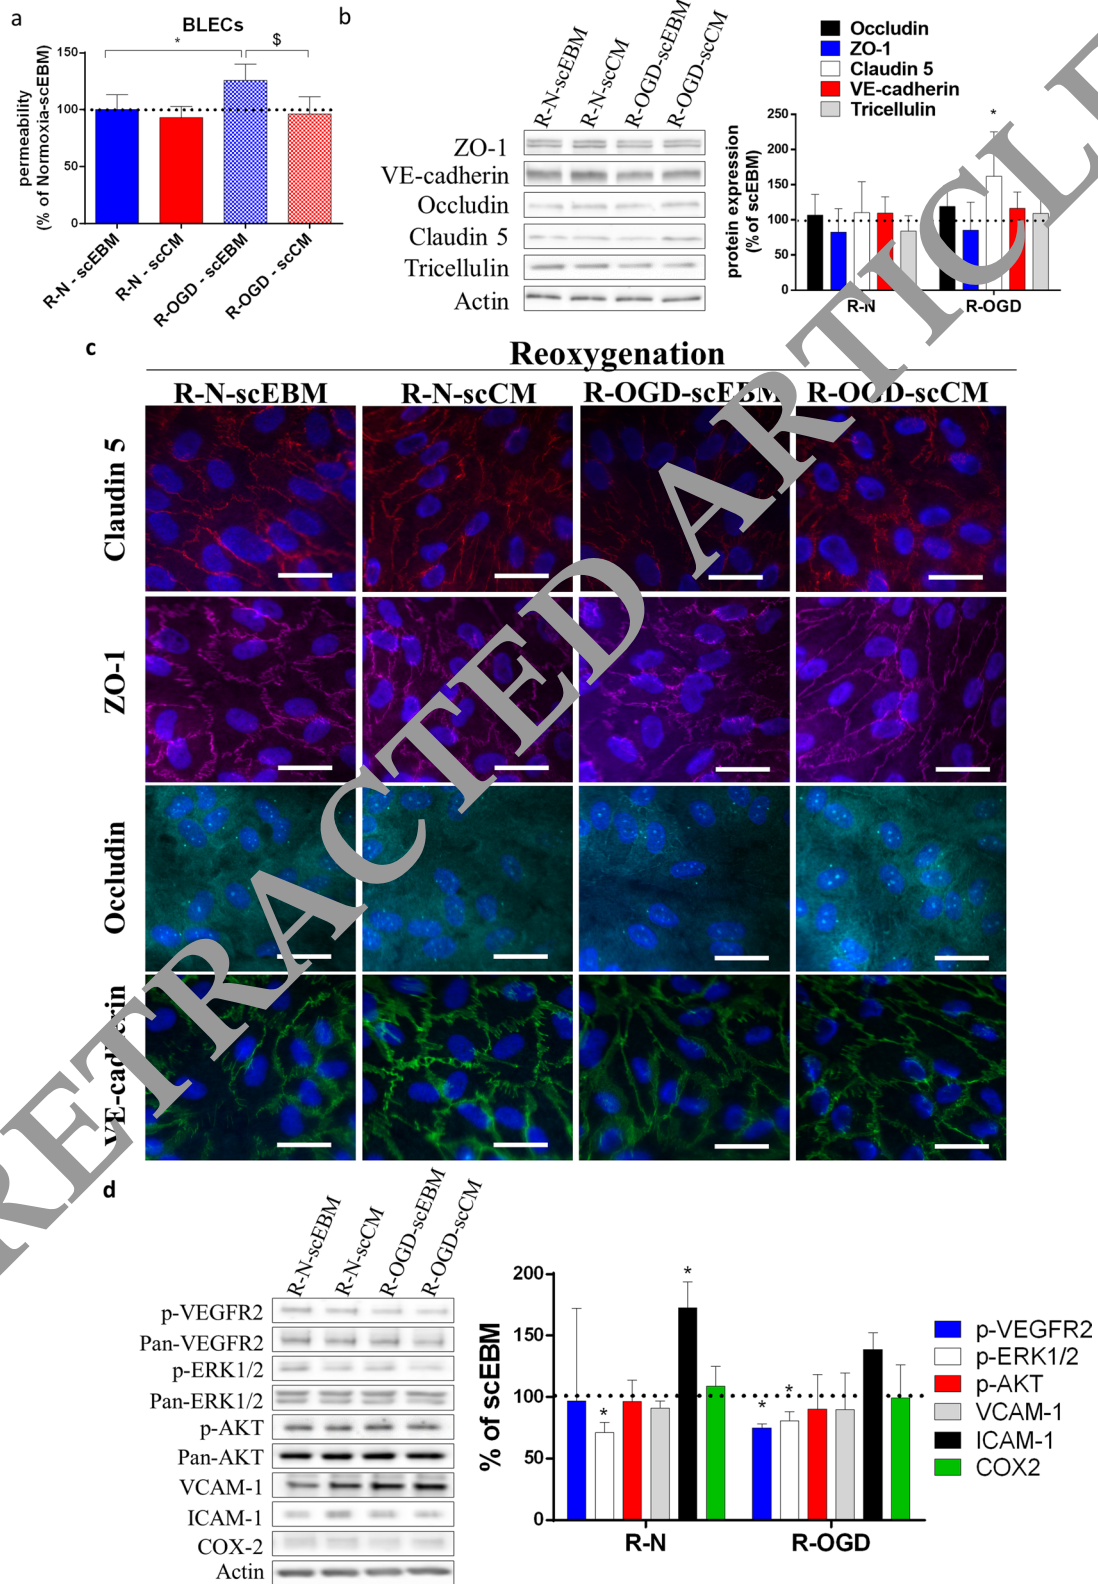 a
BLECs
* $
150
100
50
0
permeability
(% of Normoxia-scEBM)
R-N - scEBM
R-N - scCM
R-OGD - scEBM
R-OGD - scCM
b
R-N-scEBM
R-N-scCM
R-OGD-scEBM
R-OGD-scCM
ZO-1
VE-cadherin
Occludin
Claudin 5
Tricellulin
Actin
Occludin
ZO-1
Claudin 5
VE-cadherin
Tricellulin
*
250
200
150
100
50
0
protein expression
(% of scEBM)
R-N
R-OGD
c
Reoxygenation
R-N-scEBM
R-N-scCM
R-OGD-scEBM
R-OGD-scCM
Claudin 5
ZO-1
Occludin
VE-cadherin
RETRACTED ARTICLE
d
R-N-scEBM
R-N-scCM
R-OGD-scEBM
R-OGD-scCM
p-VEGFR2
Pan-VEGFR2
p-ERK1/2
Pan-ERK1/2
p-AKT
Pan-AKT
VCAM-1
ICAM-1
COX-2
Actin
200
150
100
50
0
% of scEBM
* * * *
R-N
R-OGD
p-VEGFR2
p-ERK1/2
p-AKT
VCAM-1
ICAM-1
COX2